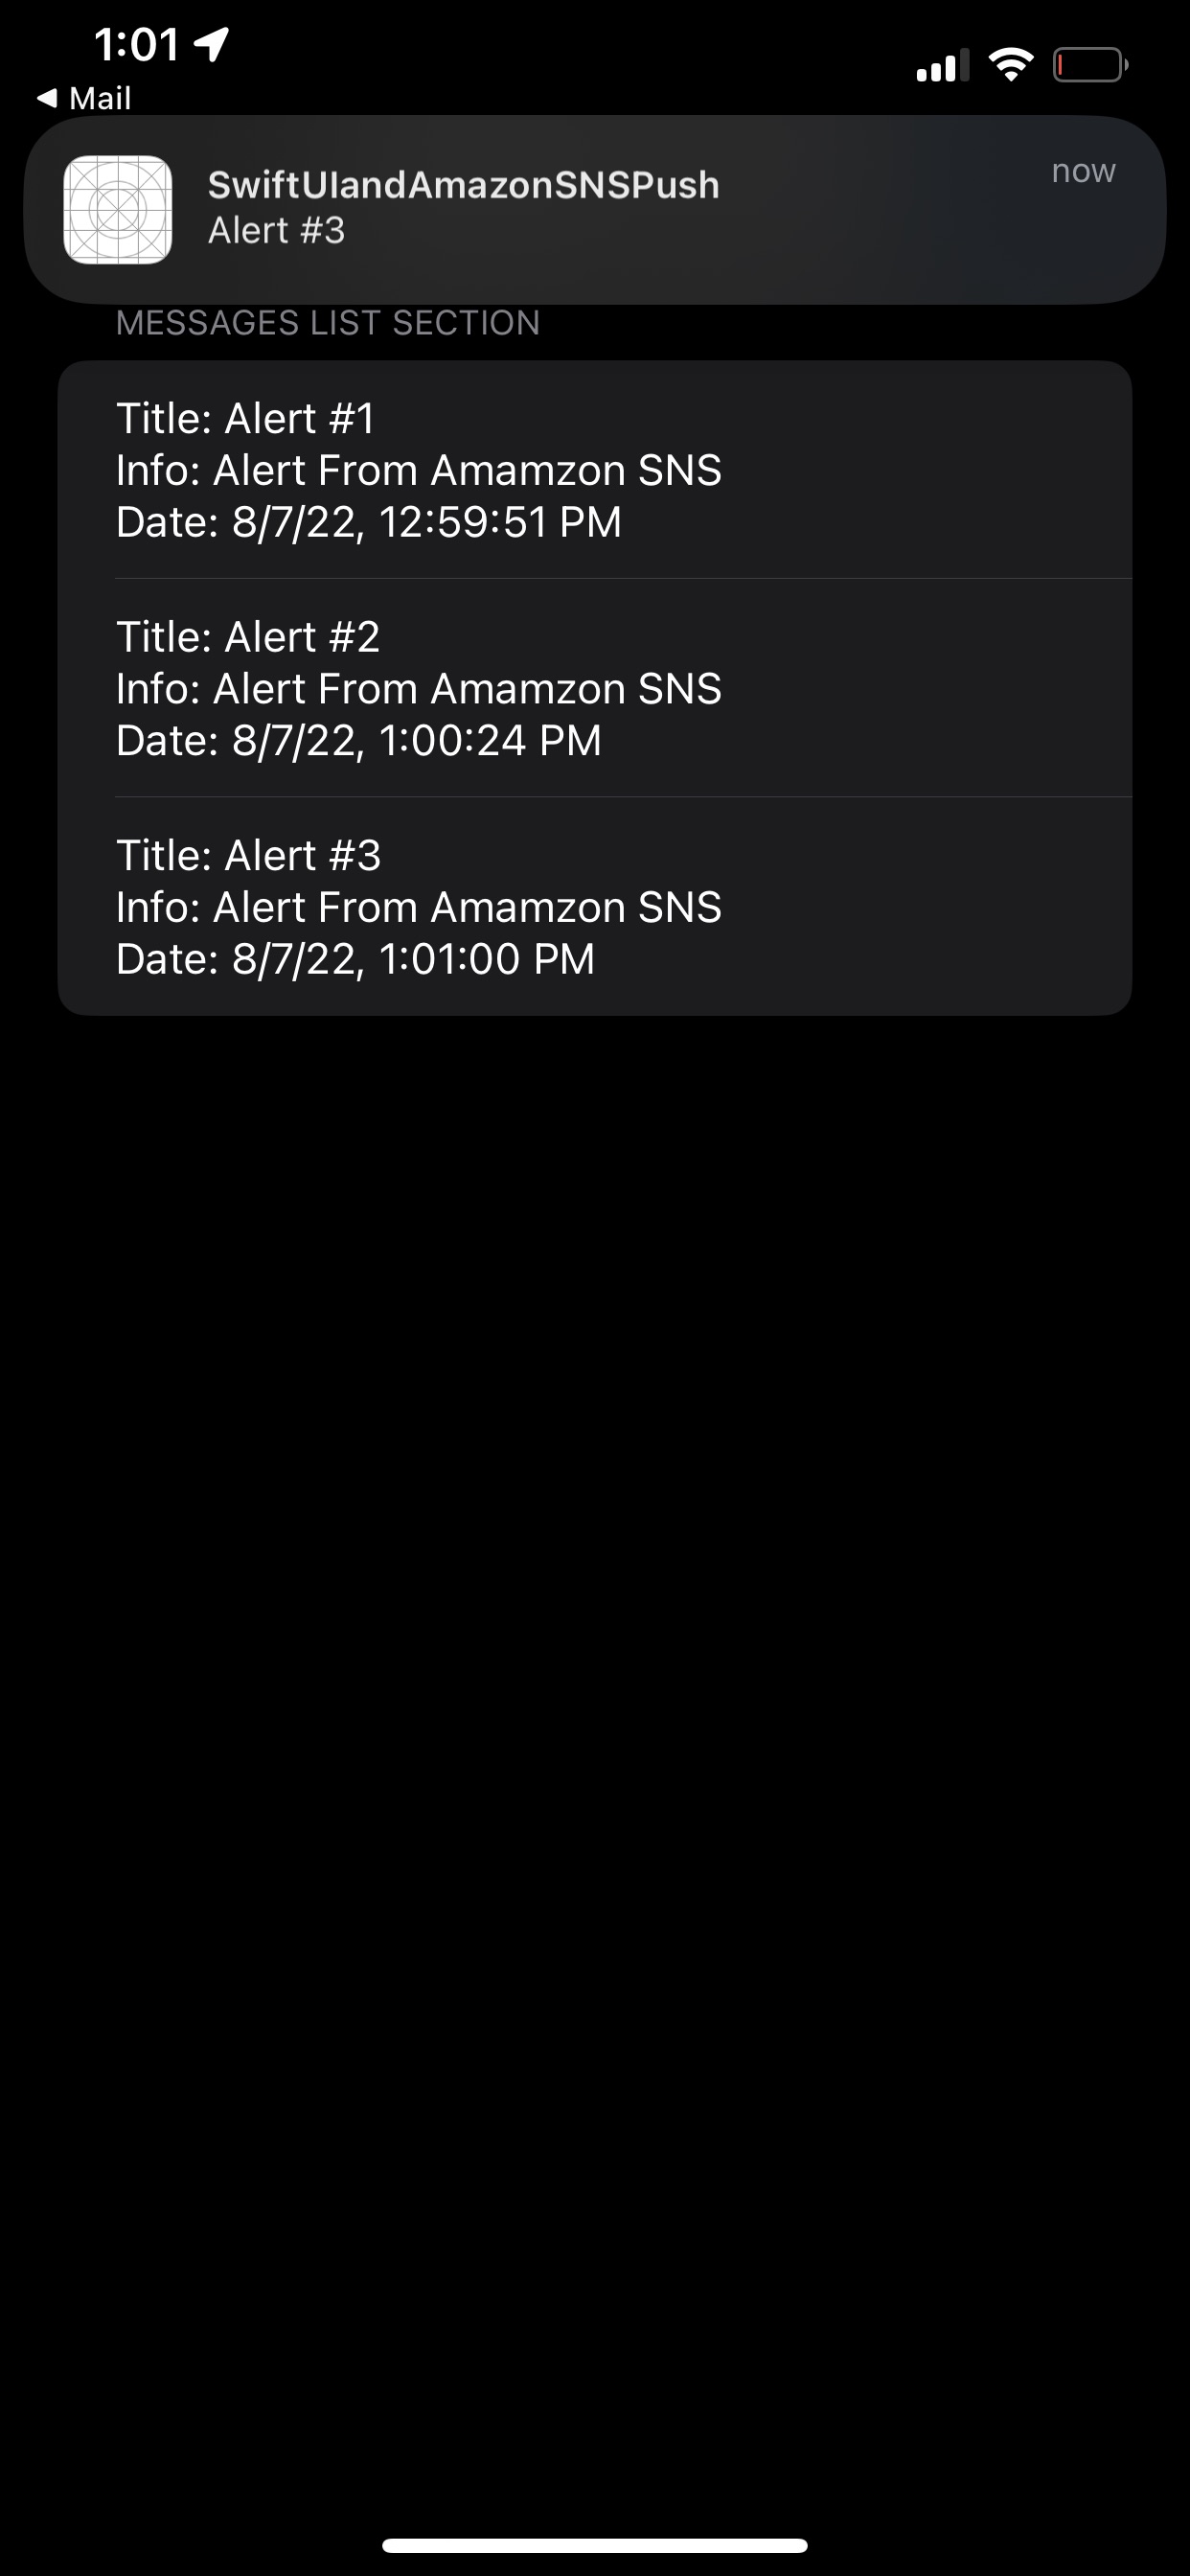 1:01
Mail
SwiftUIandAmazonSNSPush
now
Alert #3
MESSAGES LIST SECTION
Title: Alert #1
Info: Alert From Amamzon SNS
Date: 8/7/22, 12:59:51 PM
Title: Alert #2
Info: Alert From Amamzon SNS
Date: 8/7/22, 1:00:24 PM
Title: Alert #3
Info: Alert From Amamzon SNS
Date: 8/7/22, 1:01:00 PM